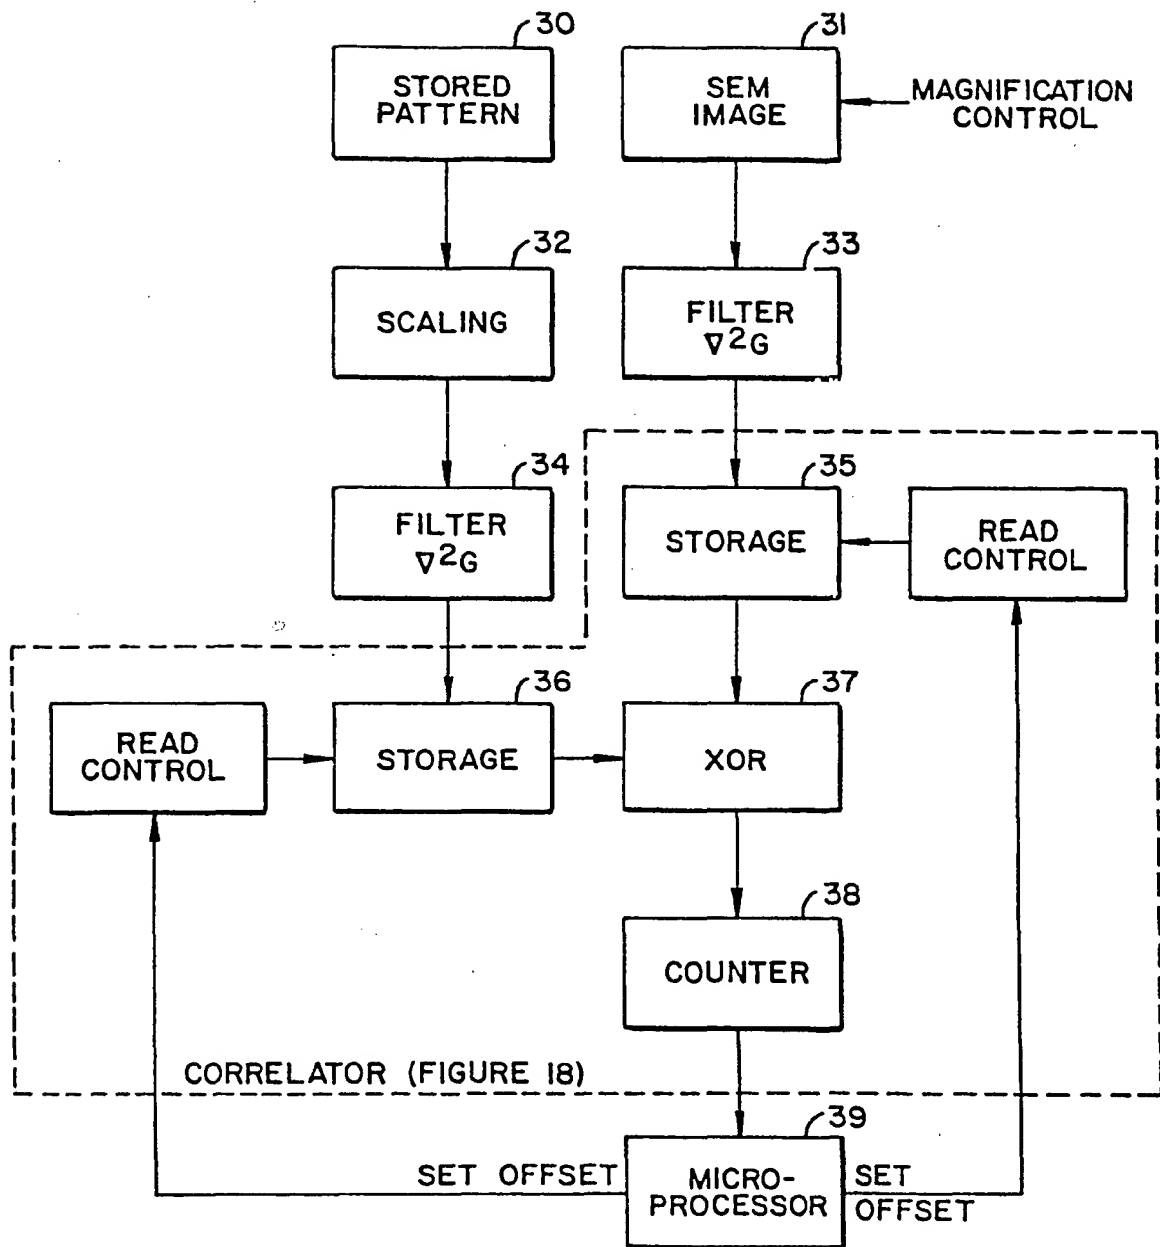 30
STORED
PATTERN
31
SEM
IMAGE
MAGNIFICATION
CONTROL
32
SCALING
33
FILTER
∇²G
34
FILTER
∇²G
35
STORAGE
READ
CONTROL
READ
CONTROL
36
STORAGE
37
XOR
38
COUNTER
CORRELATOR (FIGURE 18)
39
MICRO-
PROCESSOR
SET OFFSET
SET
OFFSET